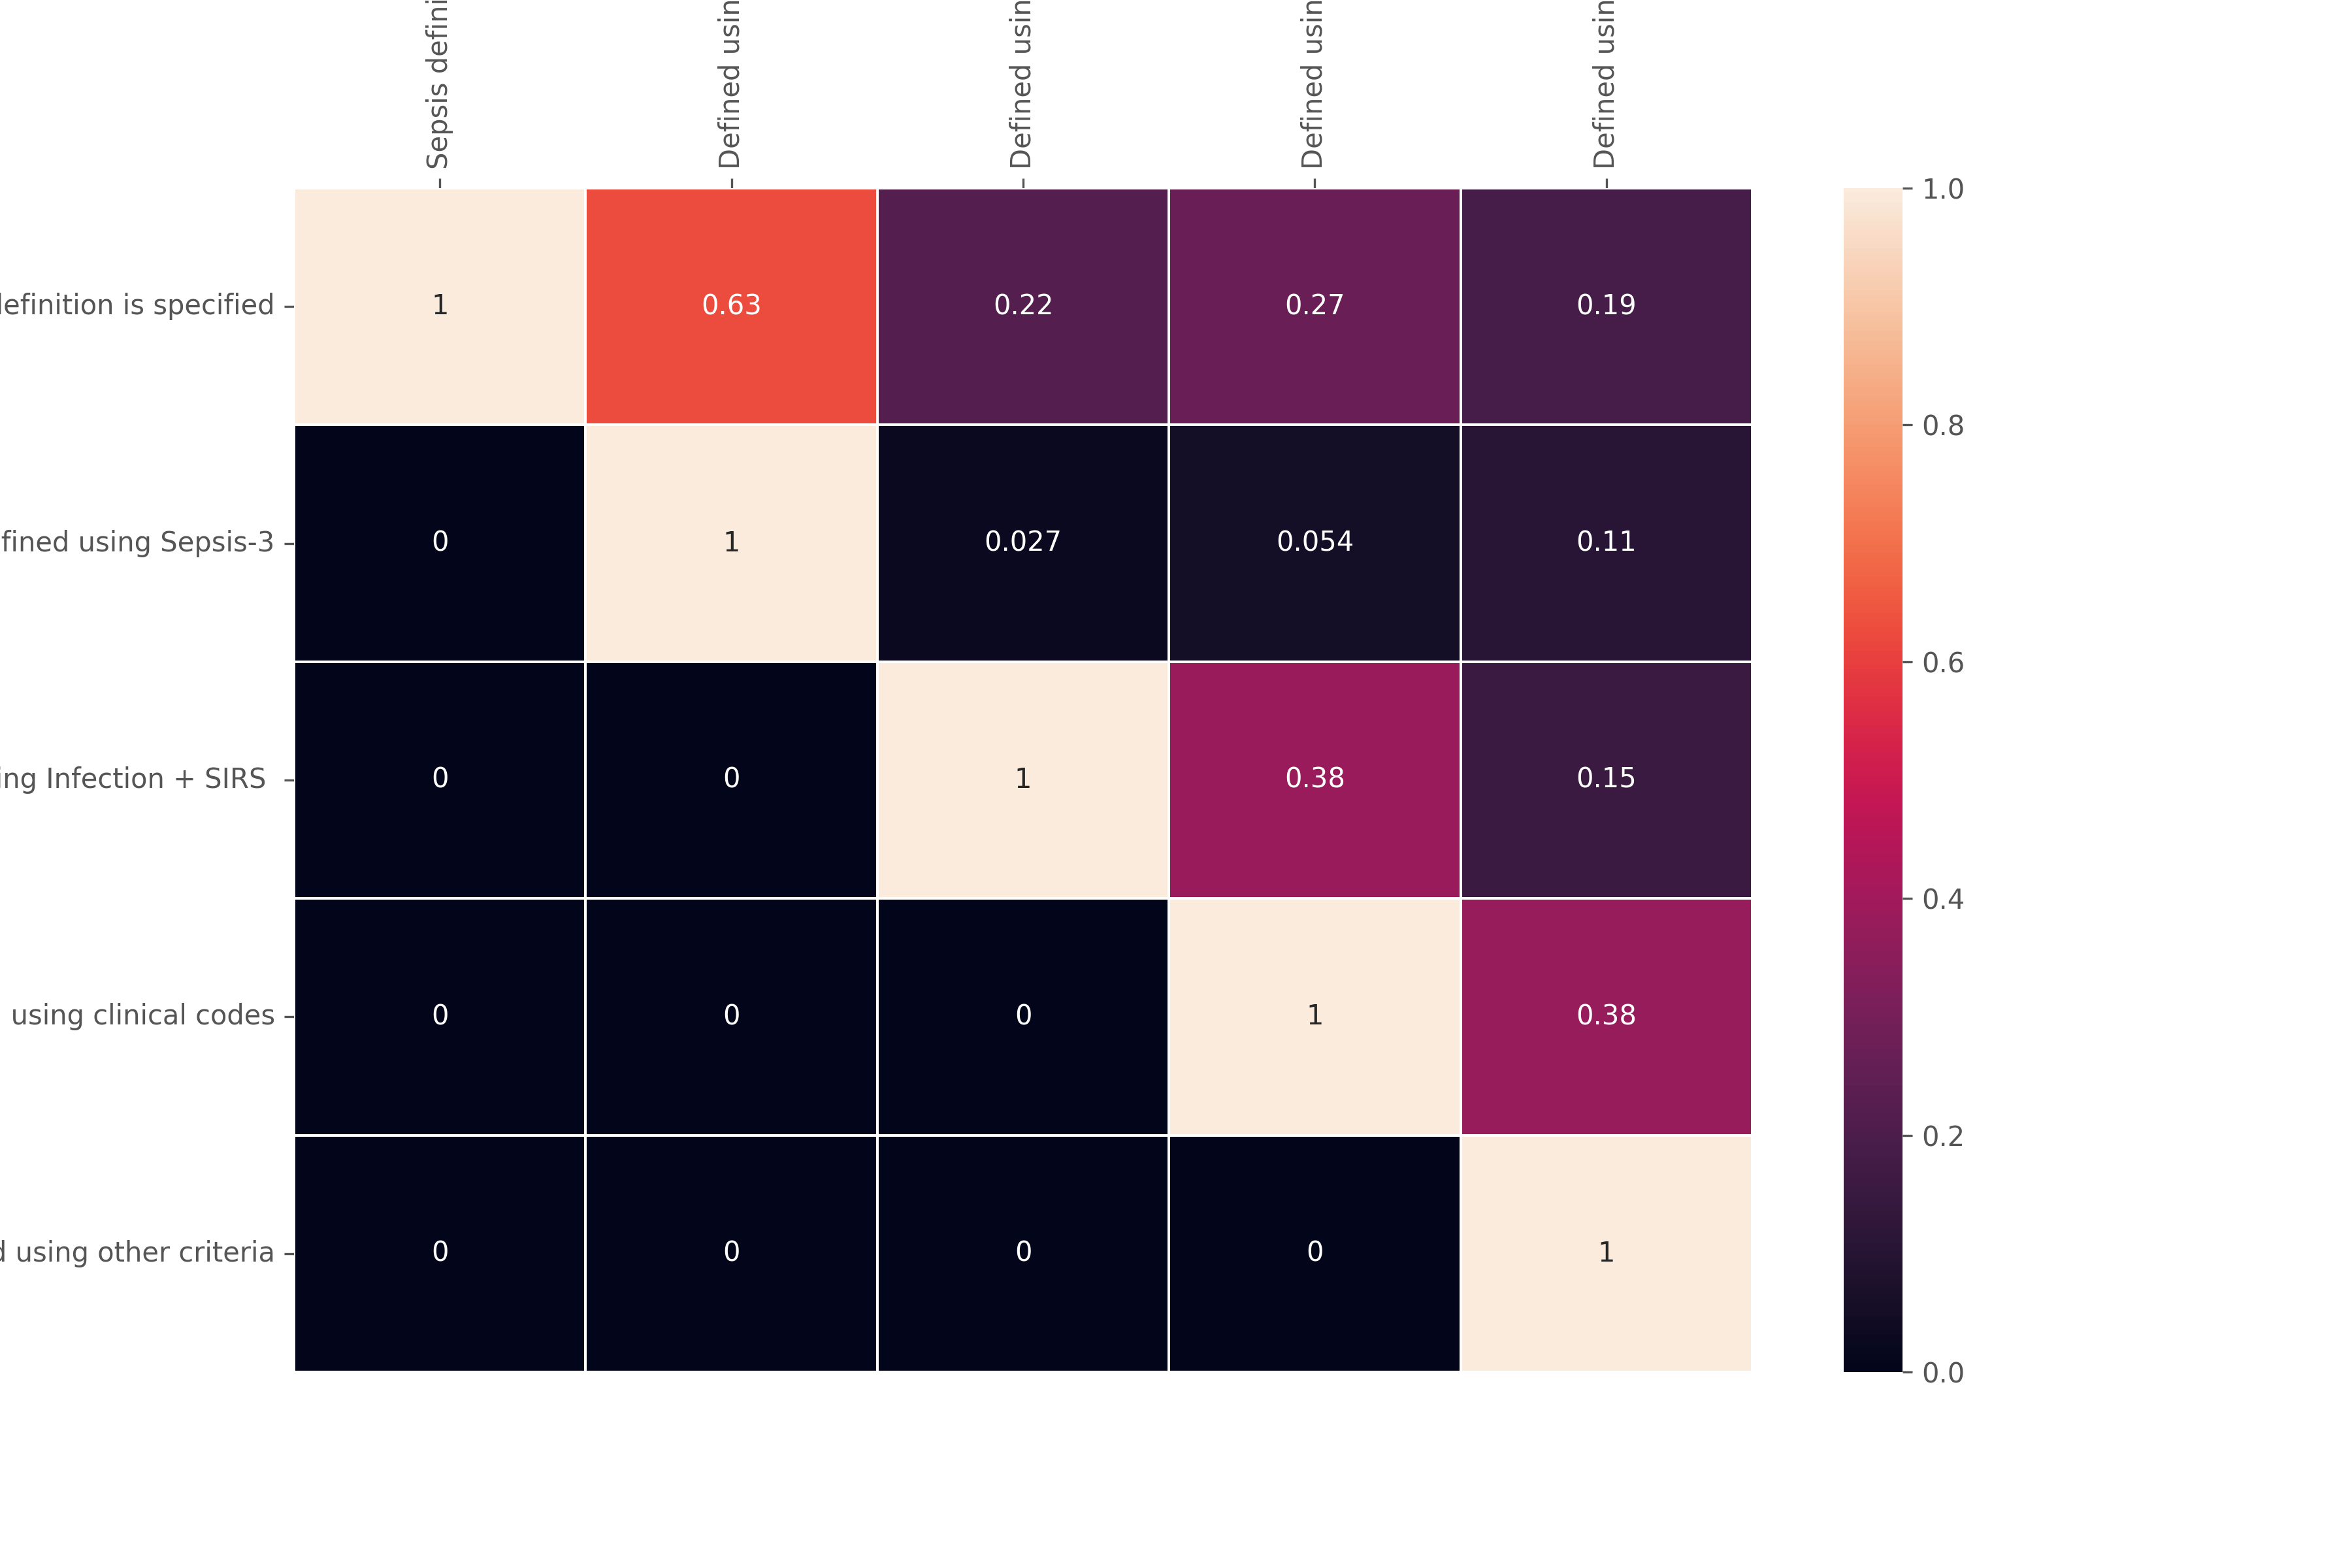 Sepsis defini
Defined usin
Defined usin
Defined usin
Defined usin
definition is specified 1 0.63 0.22 0.27 0.19
fined using Sepsis-3 0 1 0.027 0.054 0.11
ing Infection + SIRS 0 0 1 0.38 0.15
using clinical codes 0 0 0 1 0.38
d using other criteria 0 0 0 0 1
1.0
0.8
0.6
0.4
0.2
0.0